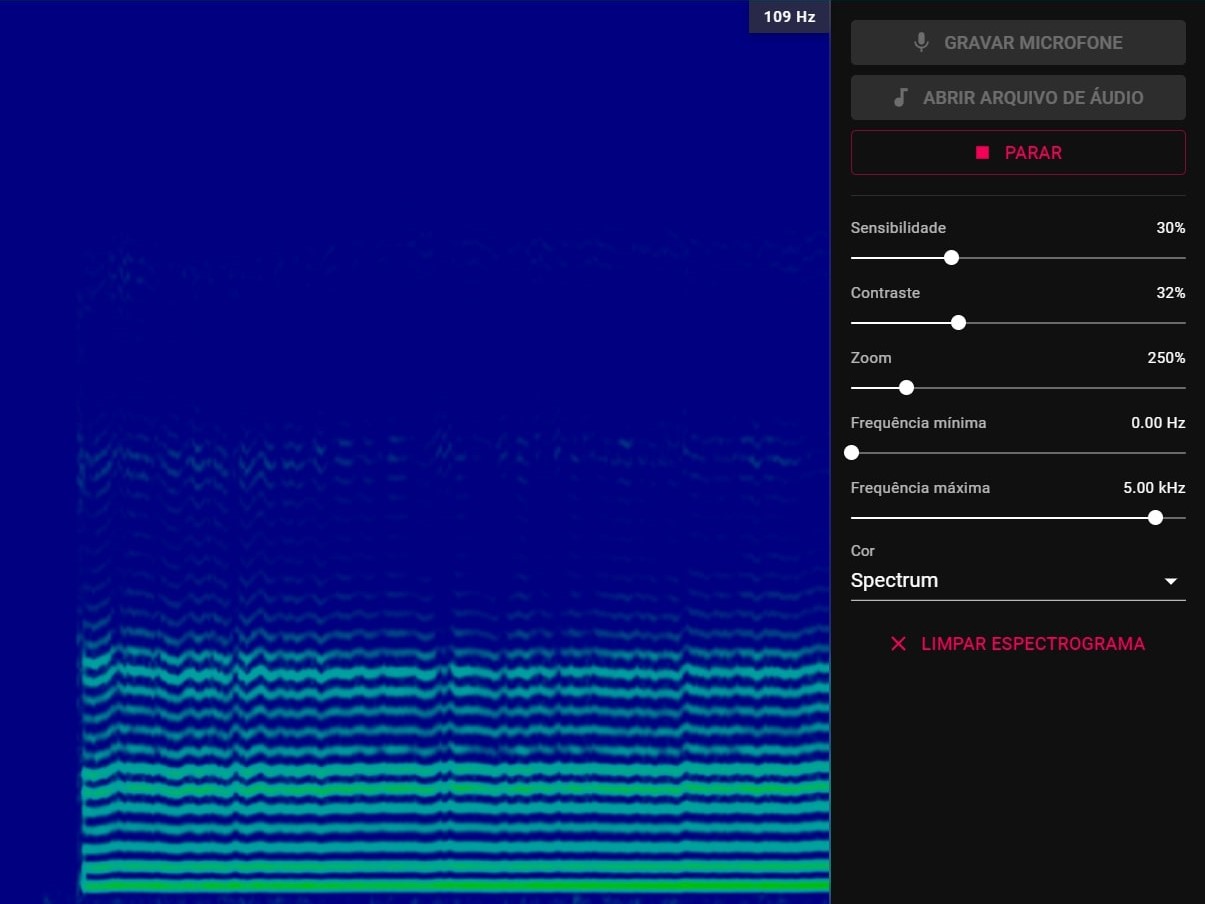 109 Hz
GRAVAR MICROFONE
ABRIR ARQUIVO DE ÁUDIO
PARAR
Sensibilidade 30%
Contraste 32%
Zoom 250%
Frequência mínima 0.00 Hz
Frequência máxima 5.00 kHz
Cor
Spectrum
LIMPAR ESPECTROGRAMA